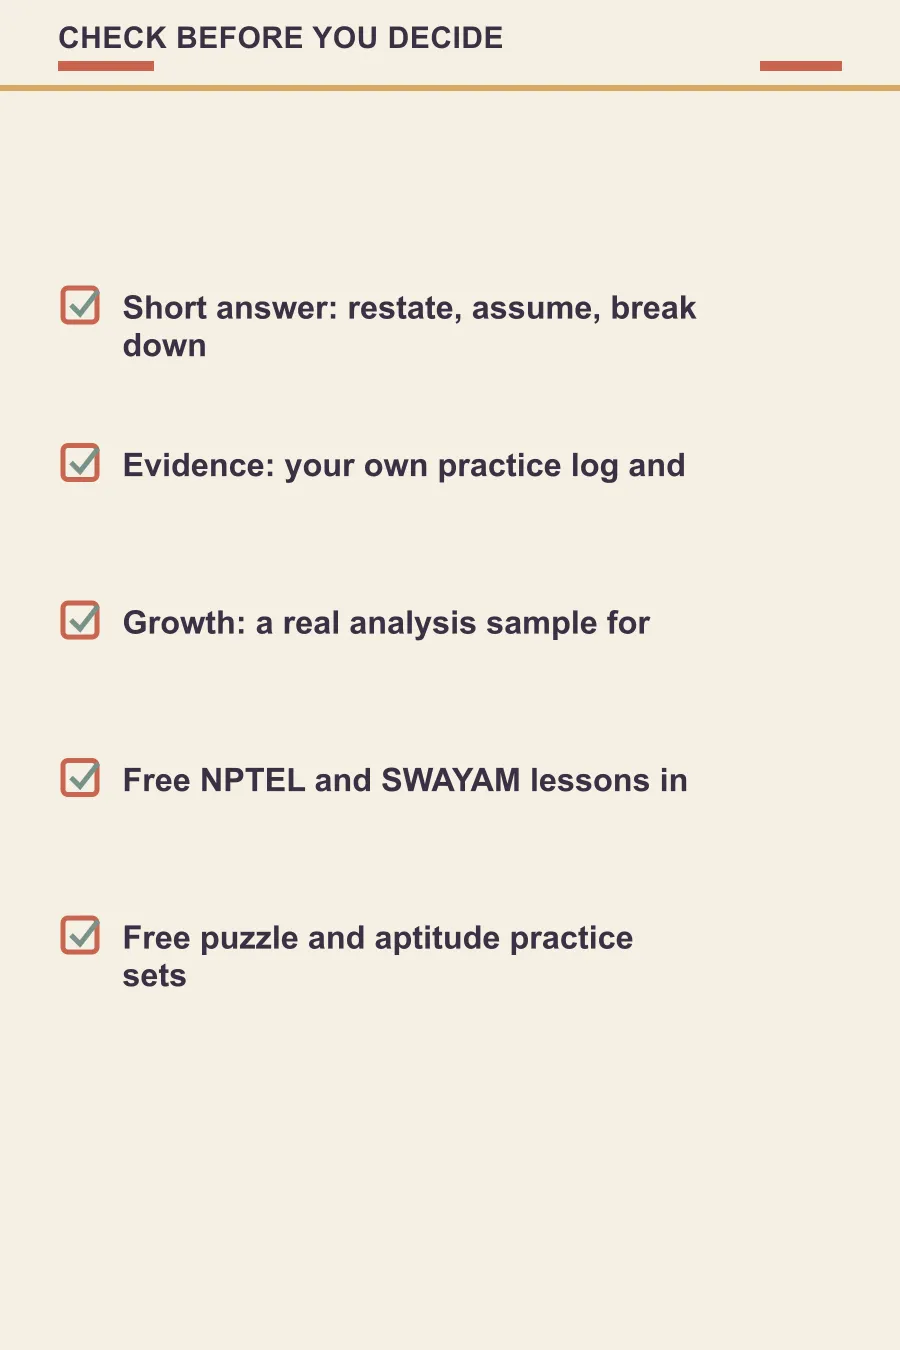 CHECK BEFORE YOU DECIDE
Short answer: restate, assume, break
down
Evidence: your own practice log and
Growth: a real analysis sample for
Free NPTEL and SWAYAM lessons in
Free puzzle and aptitude practice
sets